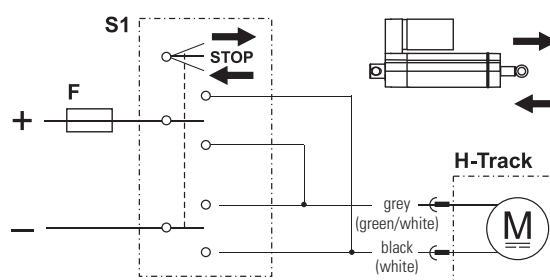 S1
STOP
F
+
H-Track
grey
(green/white)
M
–
black
(white)